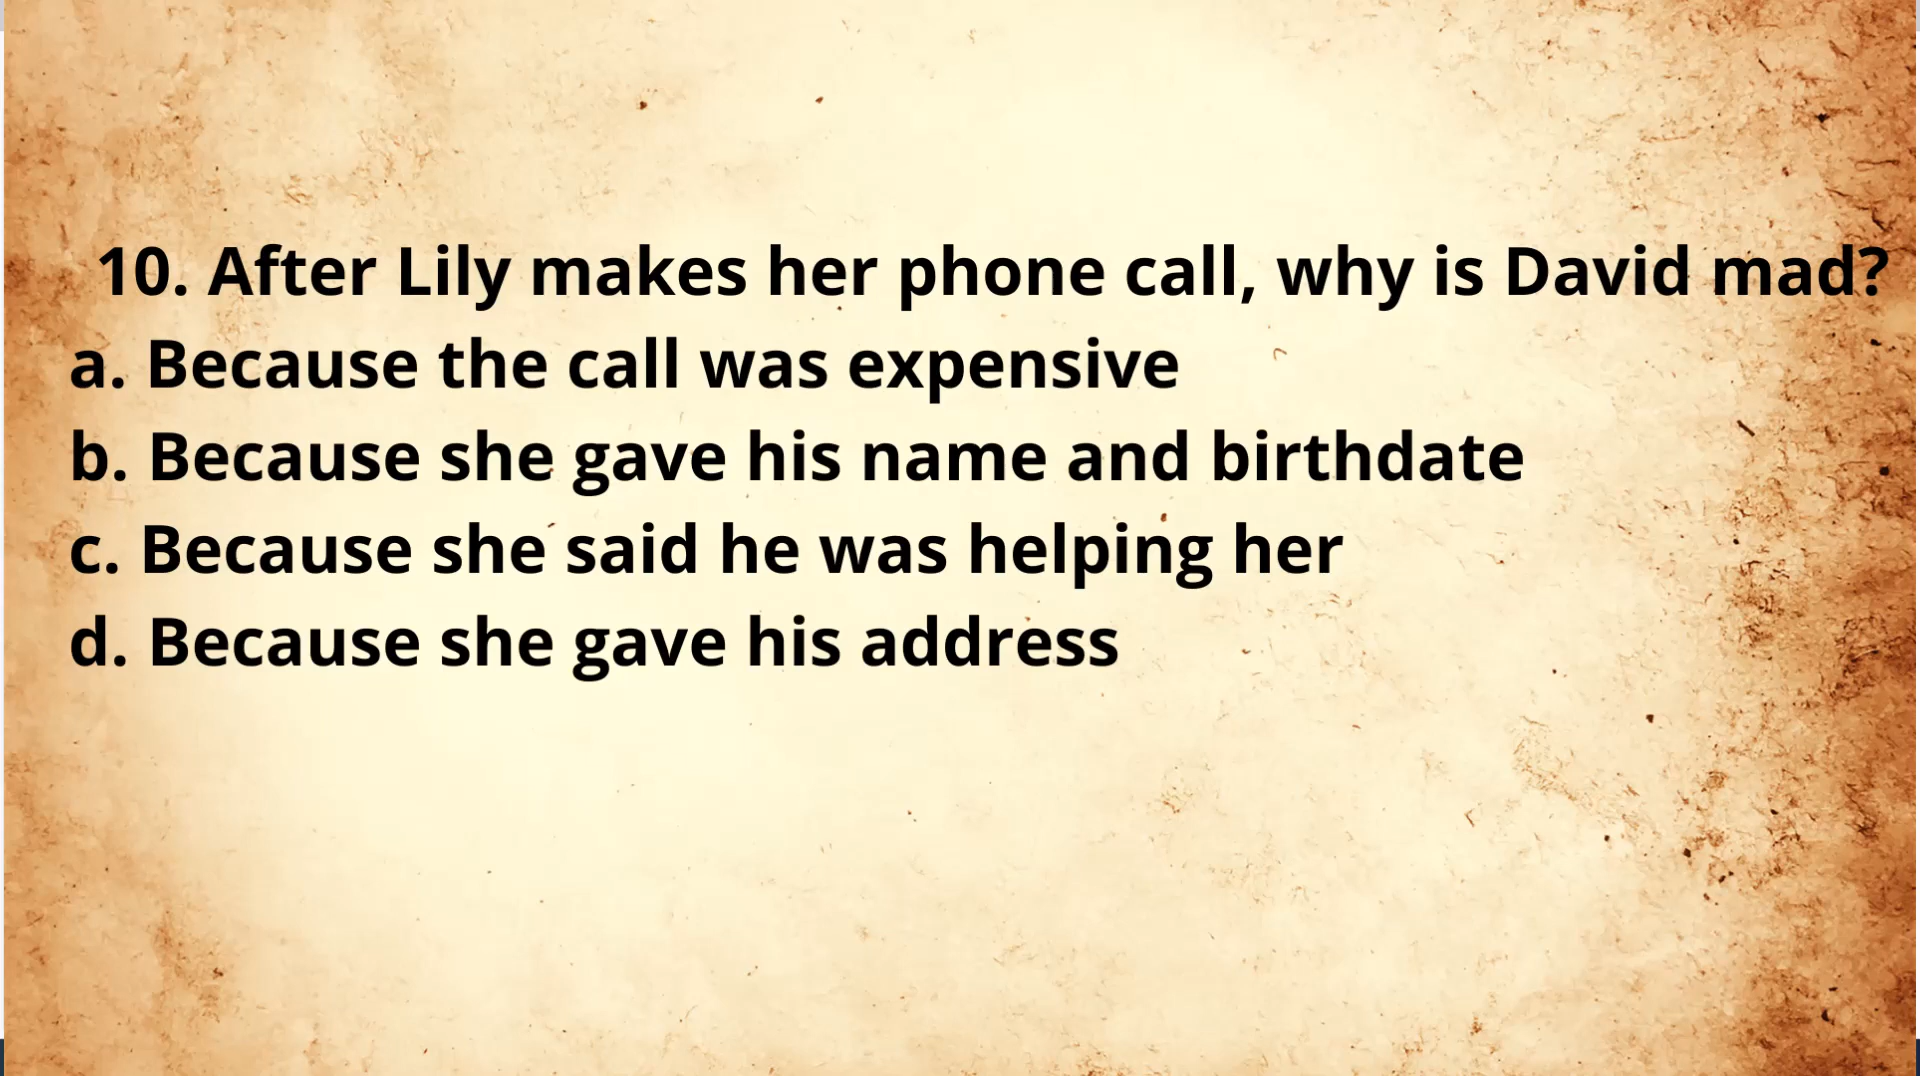 10. After Lily makes her phone call, why is David mad?
a. Because the call was expensive
b. Because she gave his name and birthdate
c. Because she said he was helping her
d. Because she gave his address